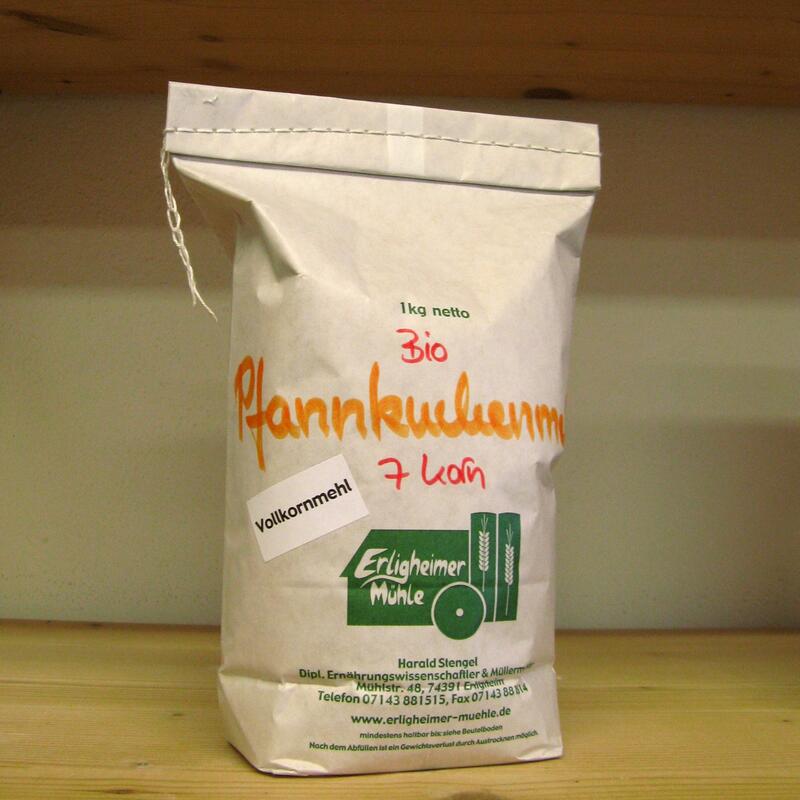 1kg netto
Bio
Pfannkuchenm
7 Korn
Vollkornmehl
Erligheimer
Mühle
Harald Stengel
Dipl. Ernährungswissenschaftler & Müllerm
Mühlstr. 48, 74391 Erligheim
Telefon 07143 881515, Fax 07143 88 814
www.erligheimer-muehle.de
mindestens haltbar bis: siehe Beutelboden
Nach dem Abfüllen ist ein Gewichtsverlust durch Austrocknen möglich.